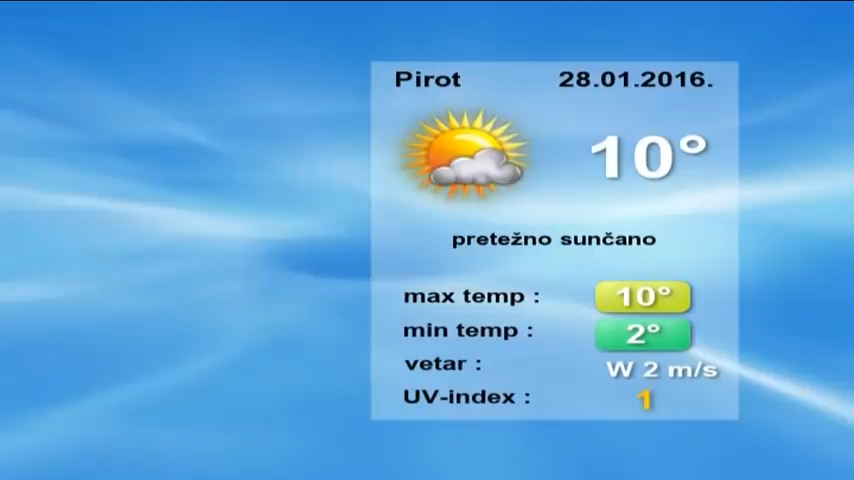 Pirot 28.01.2016.
10°
pretežno sunčano
max temp : 10°
min temp : 2°
vetar : W 2 m/s
UV-index : 1